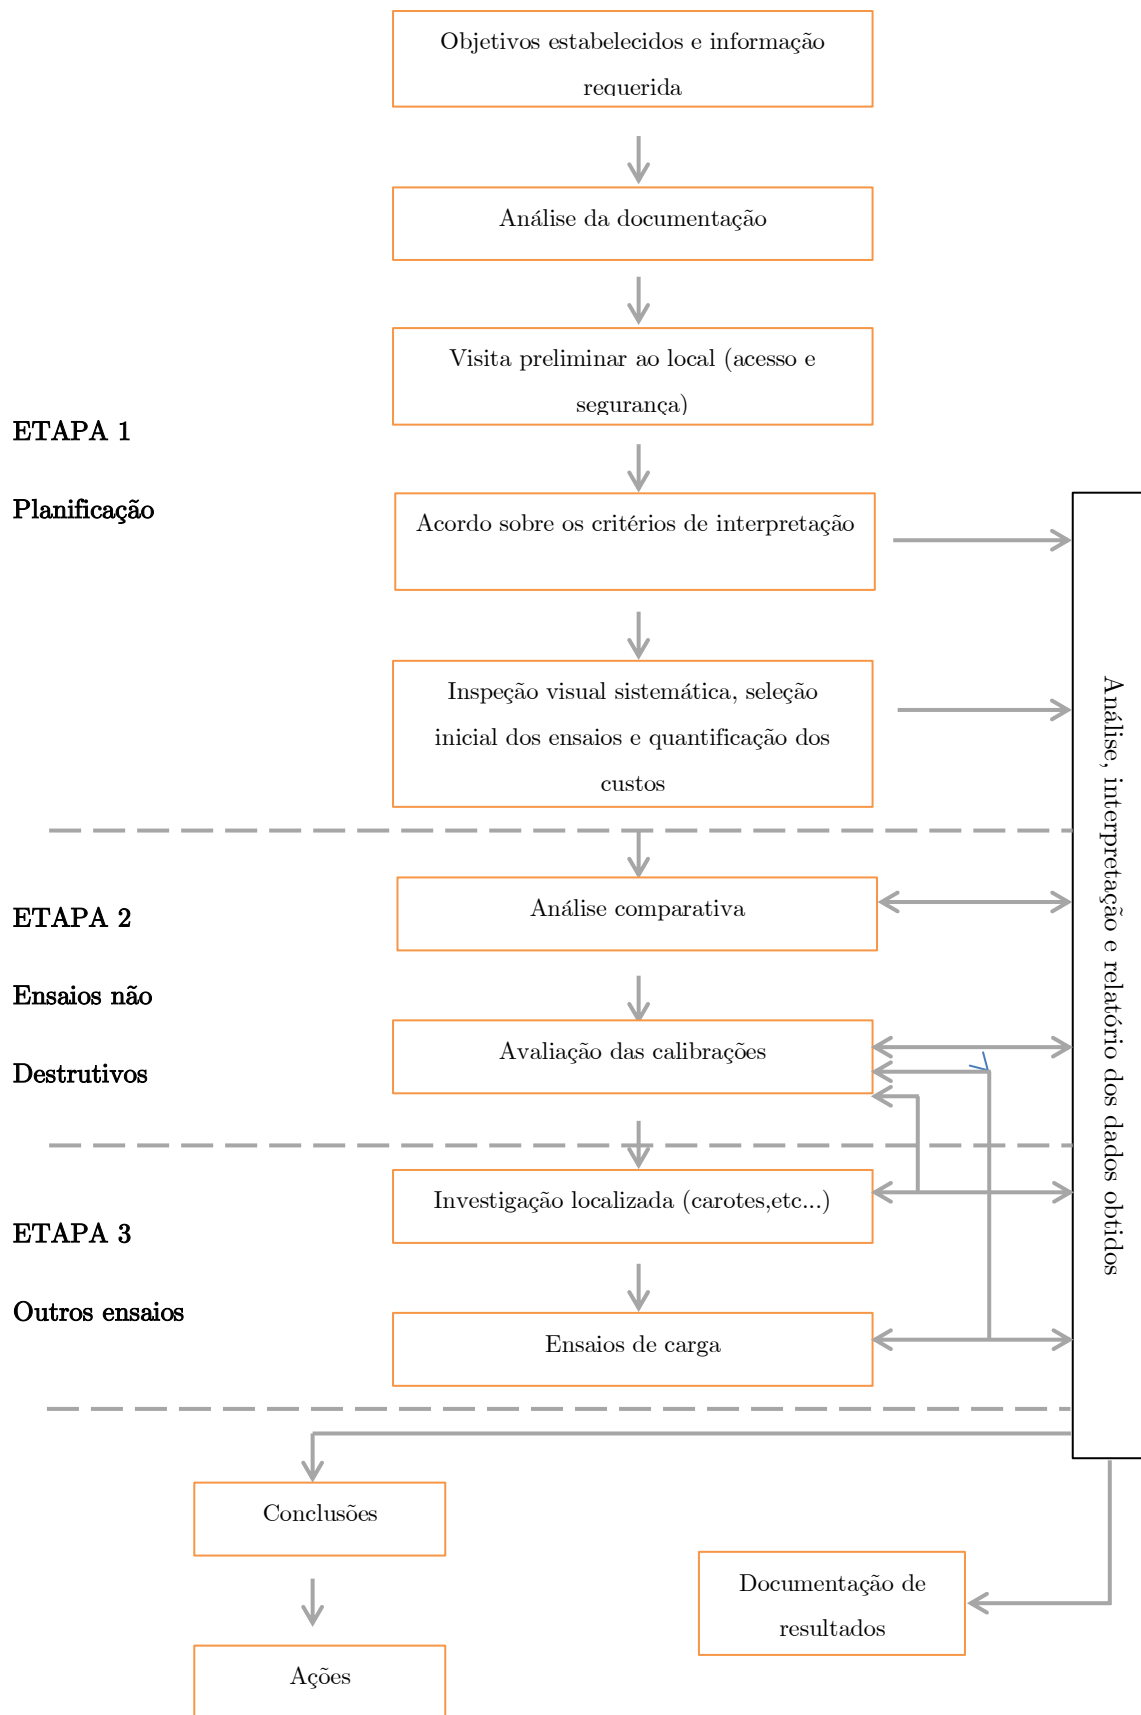 Objetivos estabelecidos e informação
requerida
Análise da documentação
Visita preliminar ao local (acesso e
segurança)
ETAPA 1
Planificação
Acordo sobre os critérios de interpretação
Inspeção visual sistemática, seleção
inicial dos ensaios e quantificação dos
custos
Análise, interpretação e relatório dos dados obtidos
ETAPA 2
Ensaios não
Destrutivos
Análise comparativa
Avaliação das calibrações
ETAPA 3
Outros ensaios
Investigação localizada (carotes,etc...)
Ensaios de carga
Conclusões
Documentação de
resultados
Ações